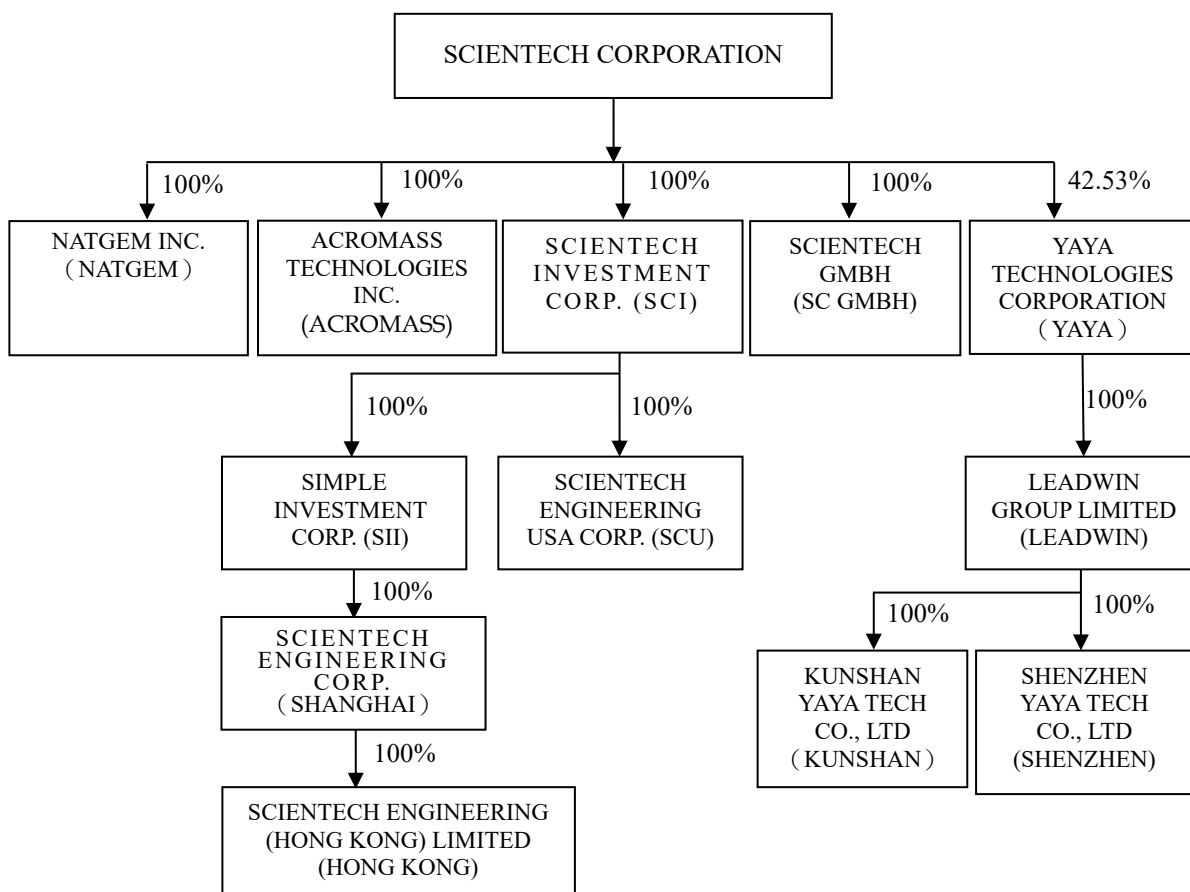 SCIENTECH CORPORATION
100%
100%
100%
100%
42.53%
NATGEM INC.
（NATGEM）
ACROMASS
TECHNOLOGIES
INC.
(ACROMASS)
SCIENTECH
INVESTMENT
CORP. (SCI)
SCIENTECH
GMBH
(SC GMBH)
YAYA
TECHNOLOGIES
CORPORATION
（YAYA）
100%
100%
100%
SIMPLE
INVESTMENT
CORP. (SII)
SCIENTECH
ENGINEERING
USA CORP. (SCU)
LEADWIN
GROUP LIMITED
(LEADWIN)
100%
100%
100%
SCIENTECH
ENGINEERING
CORP.
（SHANGHAI）
KUNSHAN
YAYA TECH
CO., LTD
（KUNSHAN）
SHENZHEN
YAYA TECH
CO., LTD
(SHENZHEN)
100%
SCIENTECH ENGINEERING
(HONG KONG) LIMITED
(HONG KONG)